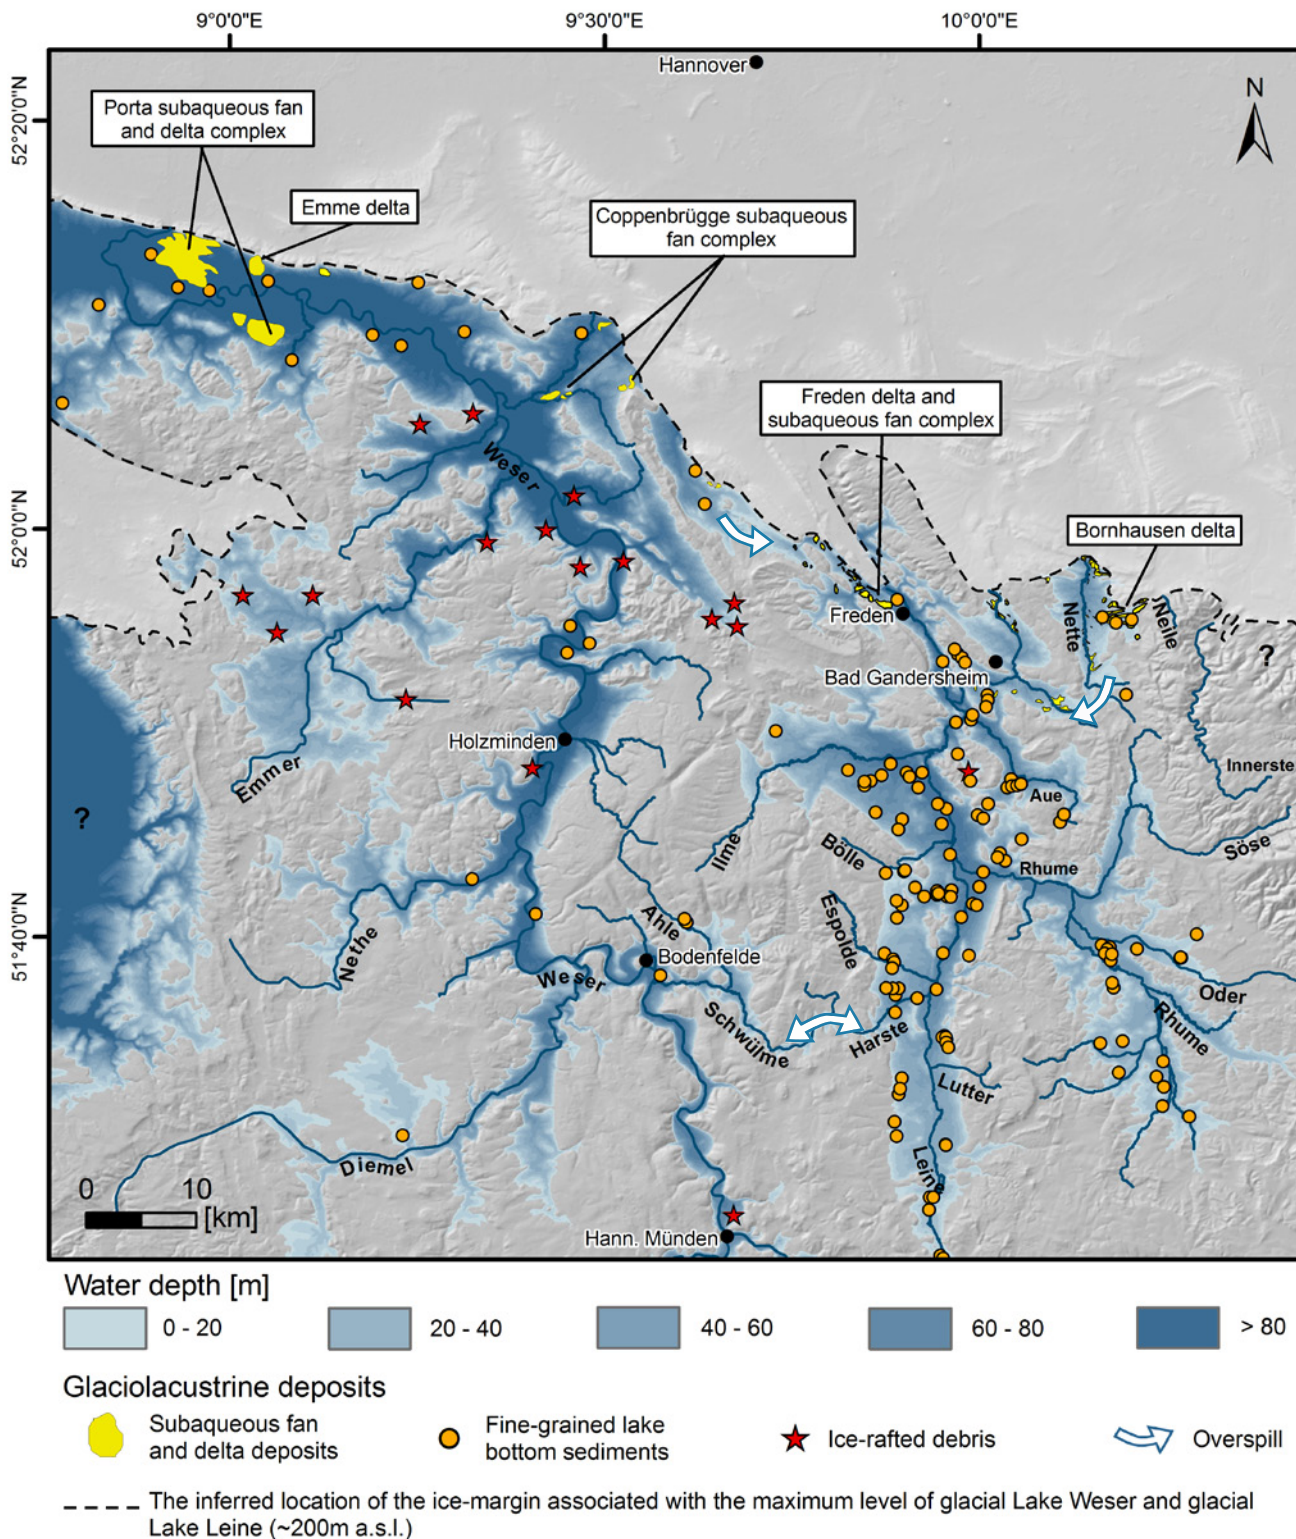 9°0'0"E
9°30'0"E
10°0'0"E
52°20'0"N
52°0'0"N
51°40'0"N
Hannover
N
Porta subaqueous fan
and delta complex
Emme delta
Coppenbrügge subaqueous
fan complex
Freden delta and
subaqueous fan complex
Bornhausen delta
Weser
Freden
Nette
Neile
?
Bad Gandersheim
Holzminden
Emmer
Innerste
?
Aue
Ilme
Bölle
Rhume
Söse
Espolde
Ahle
Nethe
Bodenfelde
Weser
Oder
Schwülme
Harste
Rhume
Lutter
Diemel
Leine
0 10
[km]
Hann. Münden
Water depth [m]
0 - 20
20 - 40
40 - 60
60 - 80
> 80
Glaciolacustrine deposits
Subaqueous fan
and delta deposits
Fine-grained lake
bottom sediments
Ice-rafted debris
Overspill
The inferred location of the ice-margin associated with the maximum level of glacial Lake Weser and glacial
Lake Leine (~200m a.s.l.)